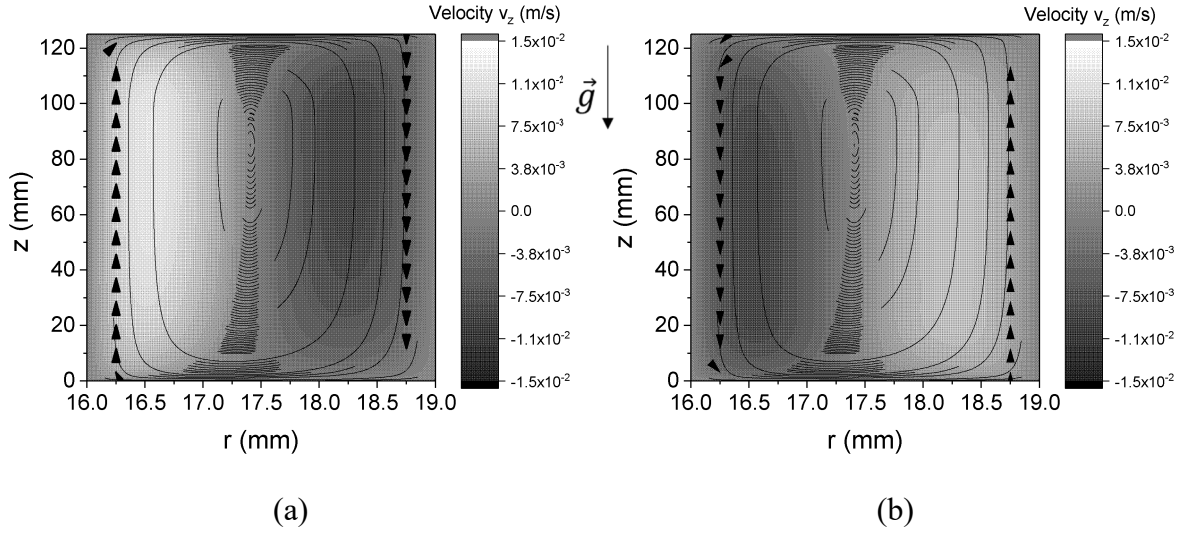 Velocity v_z (m/s)
120
100
80
60
40
20
0
z (mm)
16.0 16.5 17.0 17.5 18.0 18.5 19.0
r (mm)
1.5x10⁻²
1.1x10⁻²
7.5x10⁻³
3.8x10⁻³
0.0
-3.8x10⁻³
-7.5x10⁻³
-1.1x10⁻²
-1.5x10⁻²
(a)
g⃗
Velocity v_z (m/s)
120
100
80
60
40
20
0
z (mm)
16.0 16.5 17.0 17.5 18.0 18.5 19.0
r (mm)
1.5x10⁻²
1.1x10⁻²
7.5x10⁻³
3.8x10⁻³
0.0
-3.8x10⁻³
-7.5x10⁻³
-1.1x10⁻²
-1.5x10⁻²
(b)